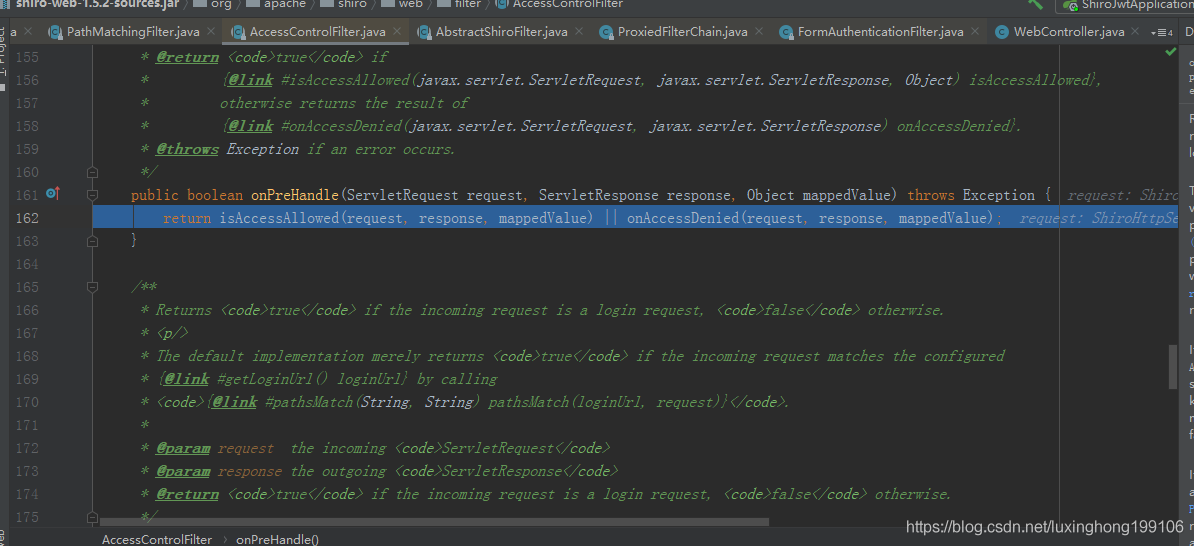 shiro-web-1.5.2-sources.jar org apache shiro web filter AccessControlFilter ShiroJwtApplication
a PathMatchingFilter.java AccessControlFilter.java AbstractShiroFilter.java ProxiedFilterChain.java FormAuthenticationFilter.java WebController.java 4
155 * @return <code>true</code> if
156 * {@link #isAccessAllowed(javax.servlet.ServletRequest, javax.servlet.ServletResponse, Object) isAccessAllowed},
157 * otherwise returns the result of
158 * {@link #onAccessDenied(javax.servlet.ServletRequest, javax.servlet.ServletResponse) onAccessDenied}.
159 * @throws Exception if an error occurs.
160 */
161 public boolean onPreHandle(ServletRequest request, ServletResponse response, Object mappedValue) throws Exception { request: Shiro
162 return isAccessAllowed(request, response, mappedValue) || onAccessDenied(request, response, mappedValue); request: ShiroHttpSe
163 }
164
165 /**
166 * Returns <code>true</code> if the incoming request is a login request, <code>false</code> otherwise.
167 * <p/>
168 * The default implementation merely returns <code>true</code> if the incoming request matches the configured
169 * {@link #getLoginUrl() loginUrl} by calling
170 * <code>{@link #pathsMatch(String, String) pathsMatch(loginUrl, request)}</code>.
171 *
172 * @param request the incoming <code>ServletRequest</code>
173 * @param response the outgoing <code>ServletResponse</code>
174 * @return <code>true</code> if the incoming request is a login request, <code>false</code> otherwise.
175 */
AccessControlFilter › onPreHandle()
https://blog.csdn.net/luxinghong199106